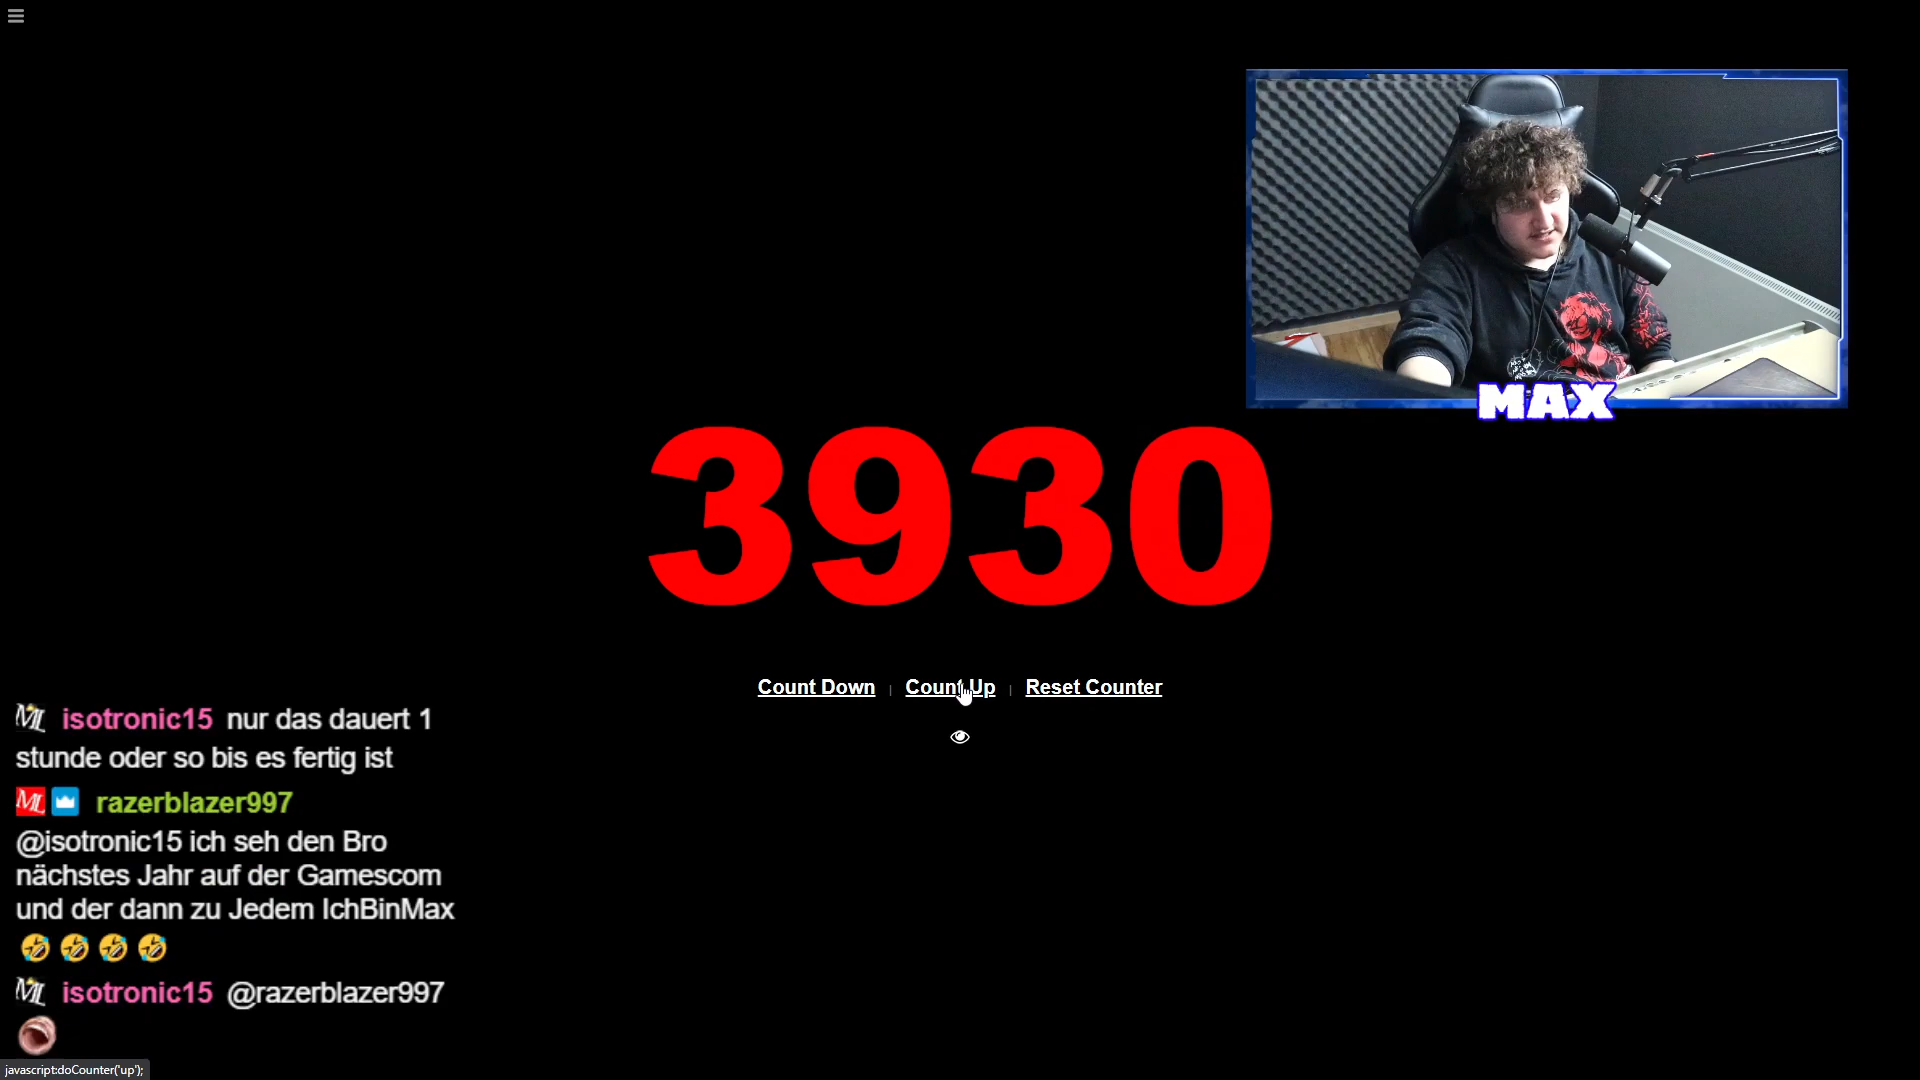 MAX
3930
Count Down | Count Up | Reset Counter
isotronic15 nur das dauert 1
stunde oder so bis es fertig ist
razerblazer997
@isotronic15 ich seh den Bro
nächstes Jahr auf der Gamescom
und der dann zu Jedem IchBinMax
🤣 🤣 🤣 🤣
isotronic15 @razerblazer997
javascript:doCounter('up');